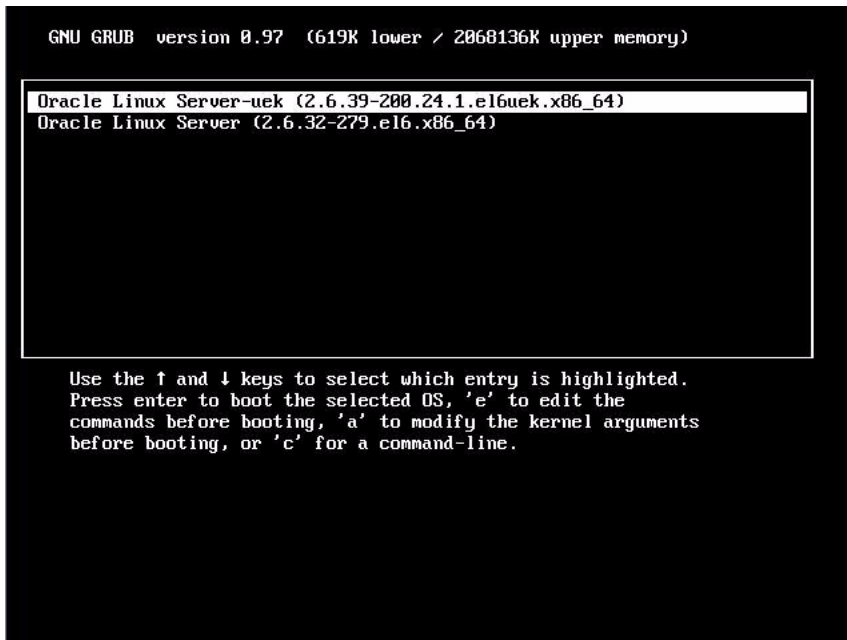 GNU GRUB  version 0.97  (619K lower / 2068136K upper memory)
Oracle Linux Server-uek (2.6.39-200.24.1.el6uek.x86_64)
Oracle Linux Server (2.6.32-279.el6.x86_64)
Use the ↑ and ↓ keys to select which entry is highlighted.
Press enter to boot the selected OS, 'e' to edit the
commands before booting, 'a' to modify the kernel arguments
before booting, or 'c' for a command-line.